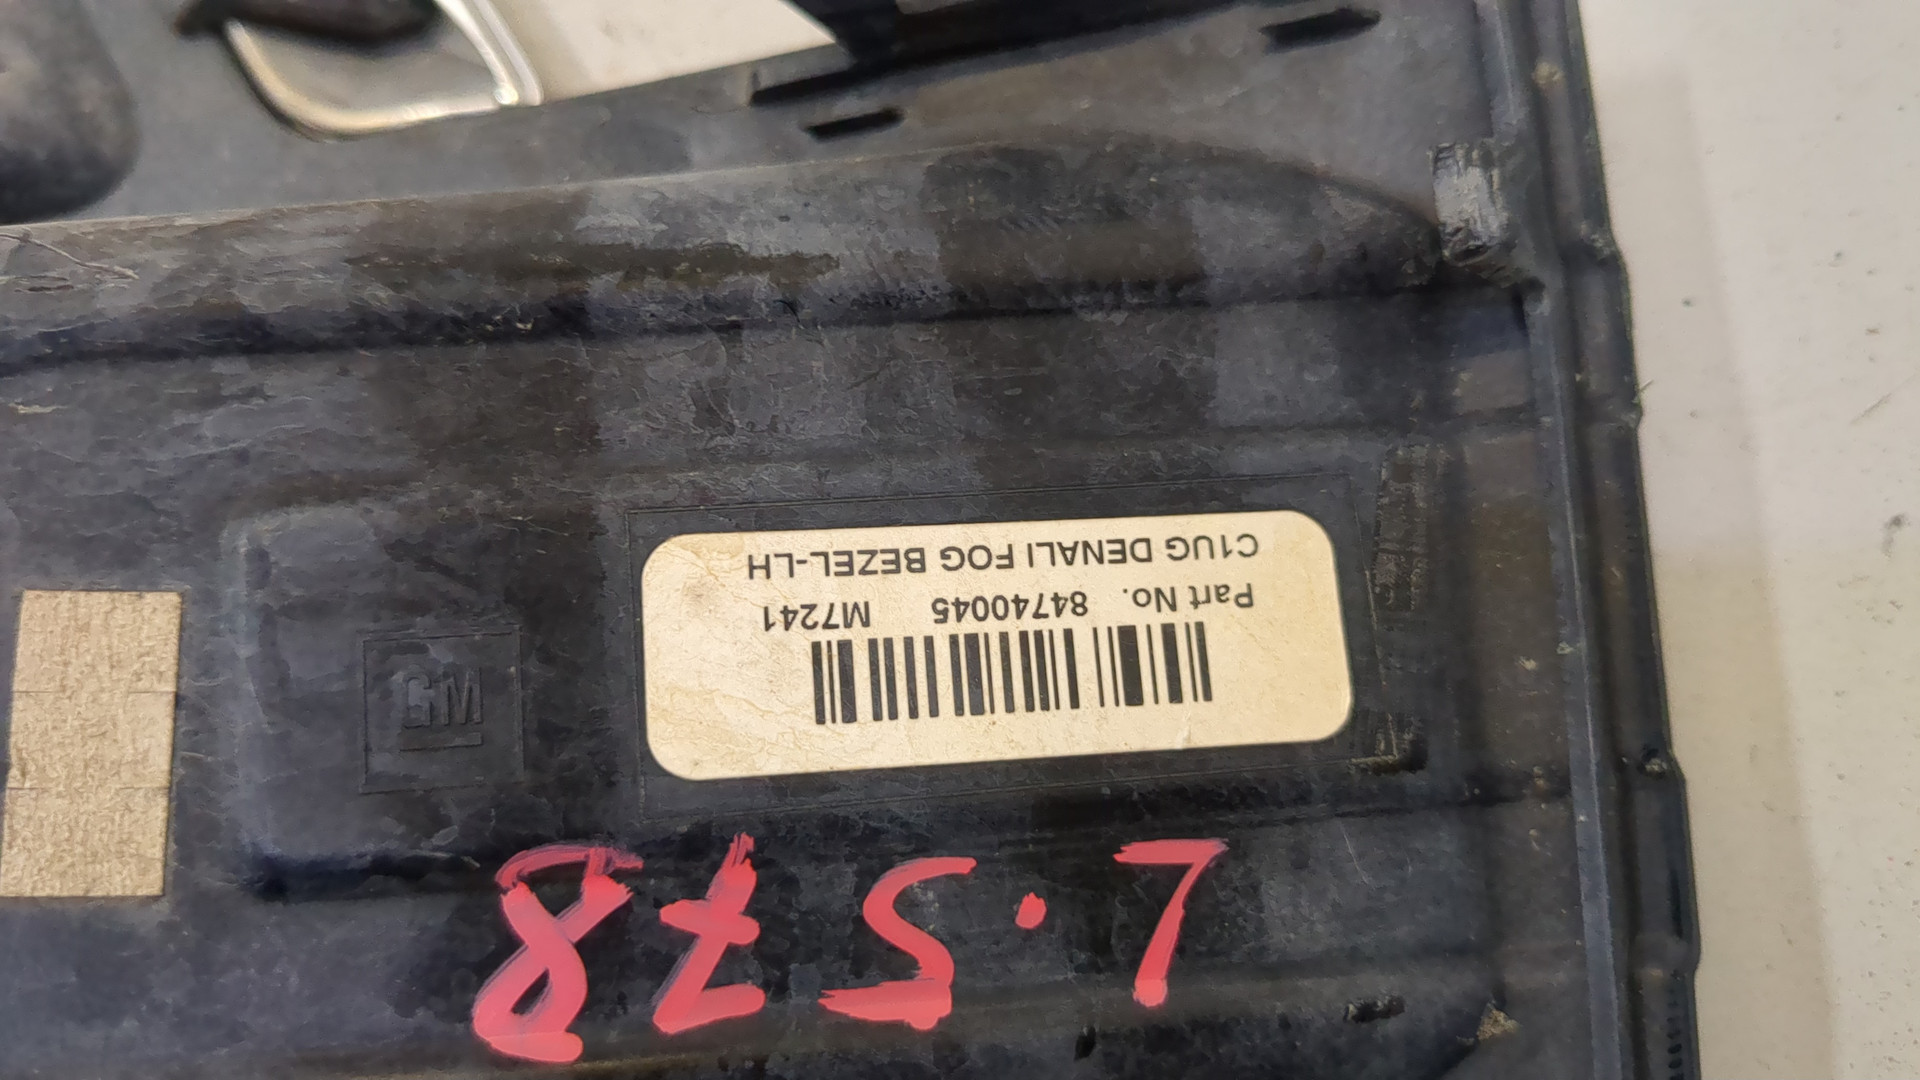 L.578
Part No. 84740045 M7241
C1UG DENALI FOG BEZEL-LH
GM